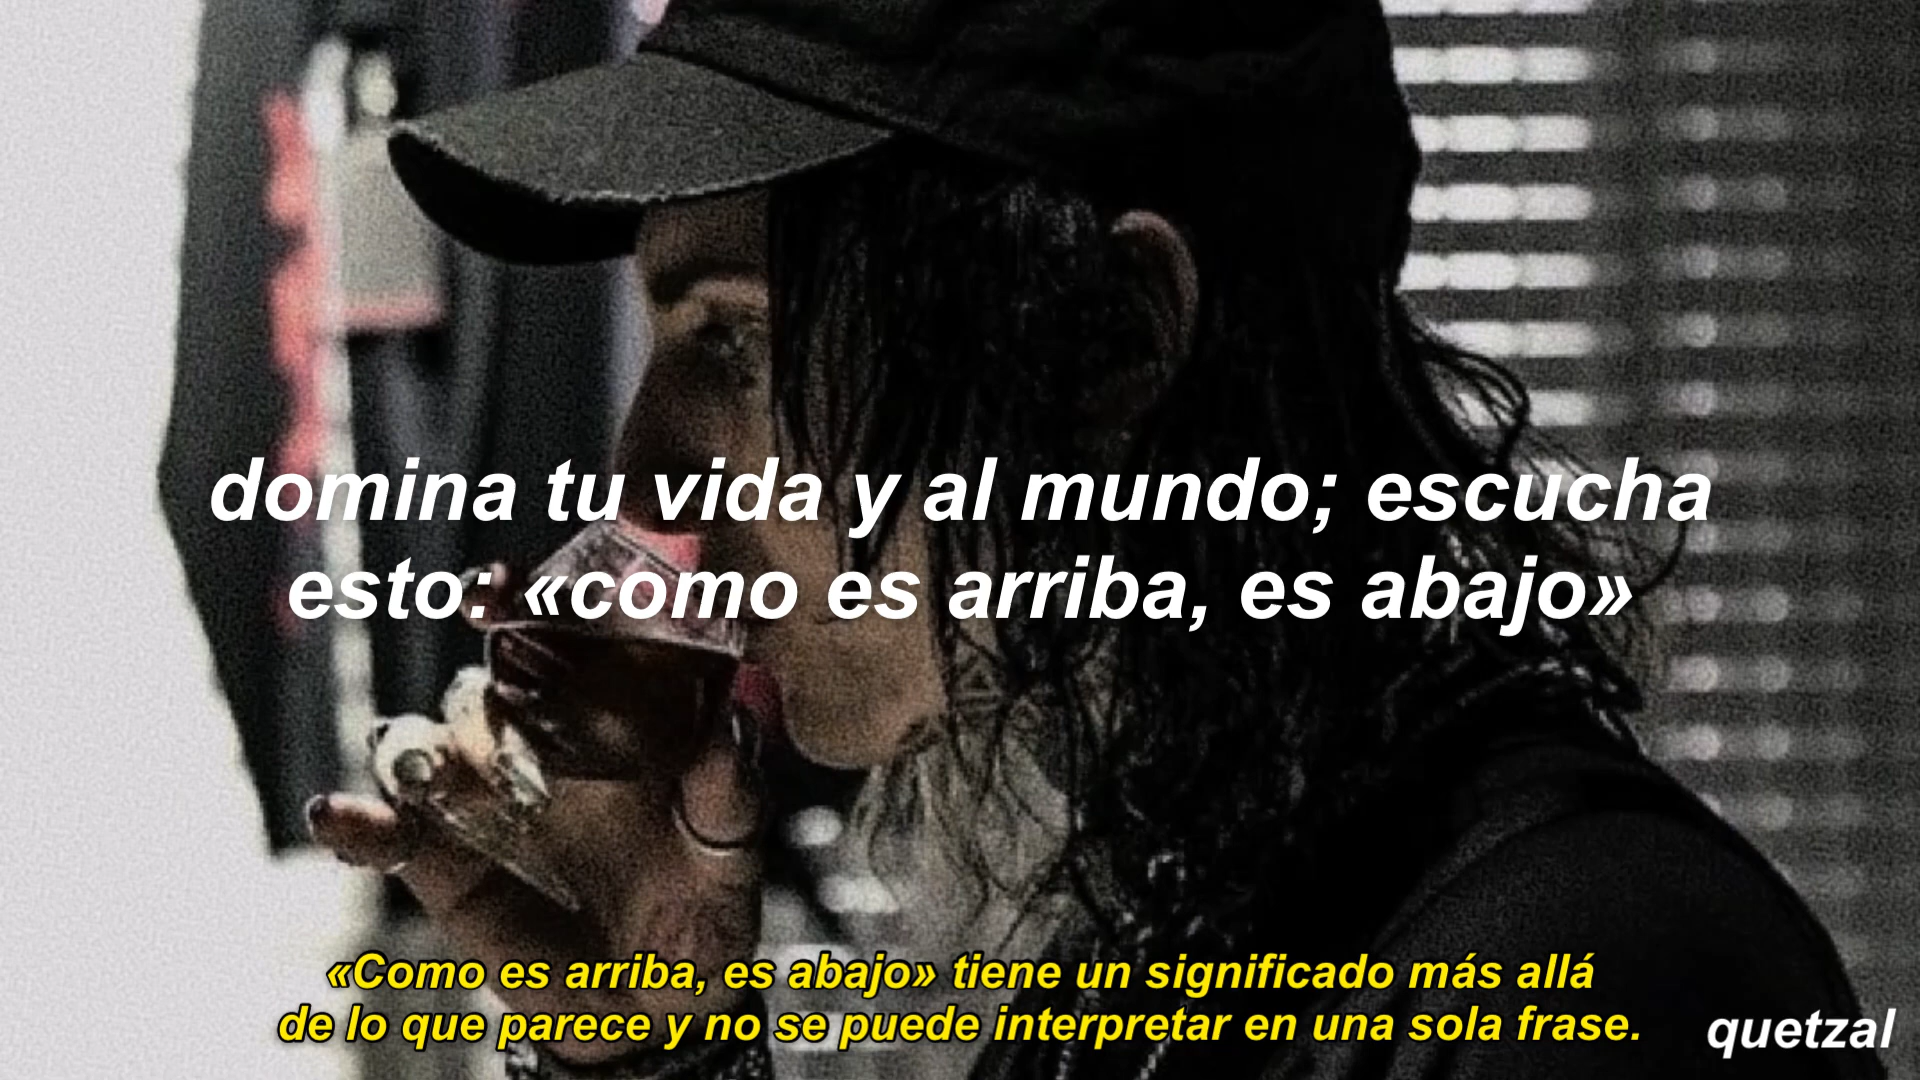 domina tu vida y al mundo; escucha
esto: «como es arriba, es abajo»
«Como es arriba, es abajo» tiene un significado más allá
de lo que parece y no se puede interpretar en una sola frase.
quetzal